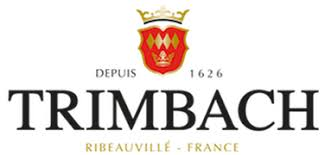 DEPUIS 1626
TRIMBACH
RIBEAUVILLÉ - FRANCE